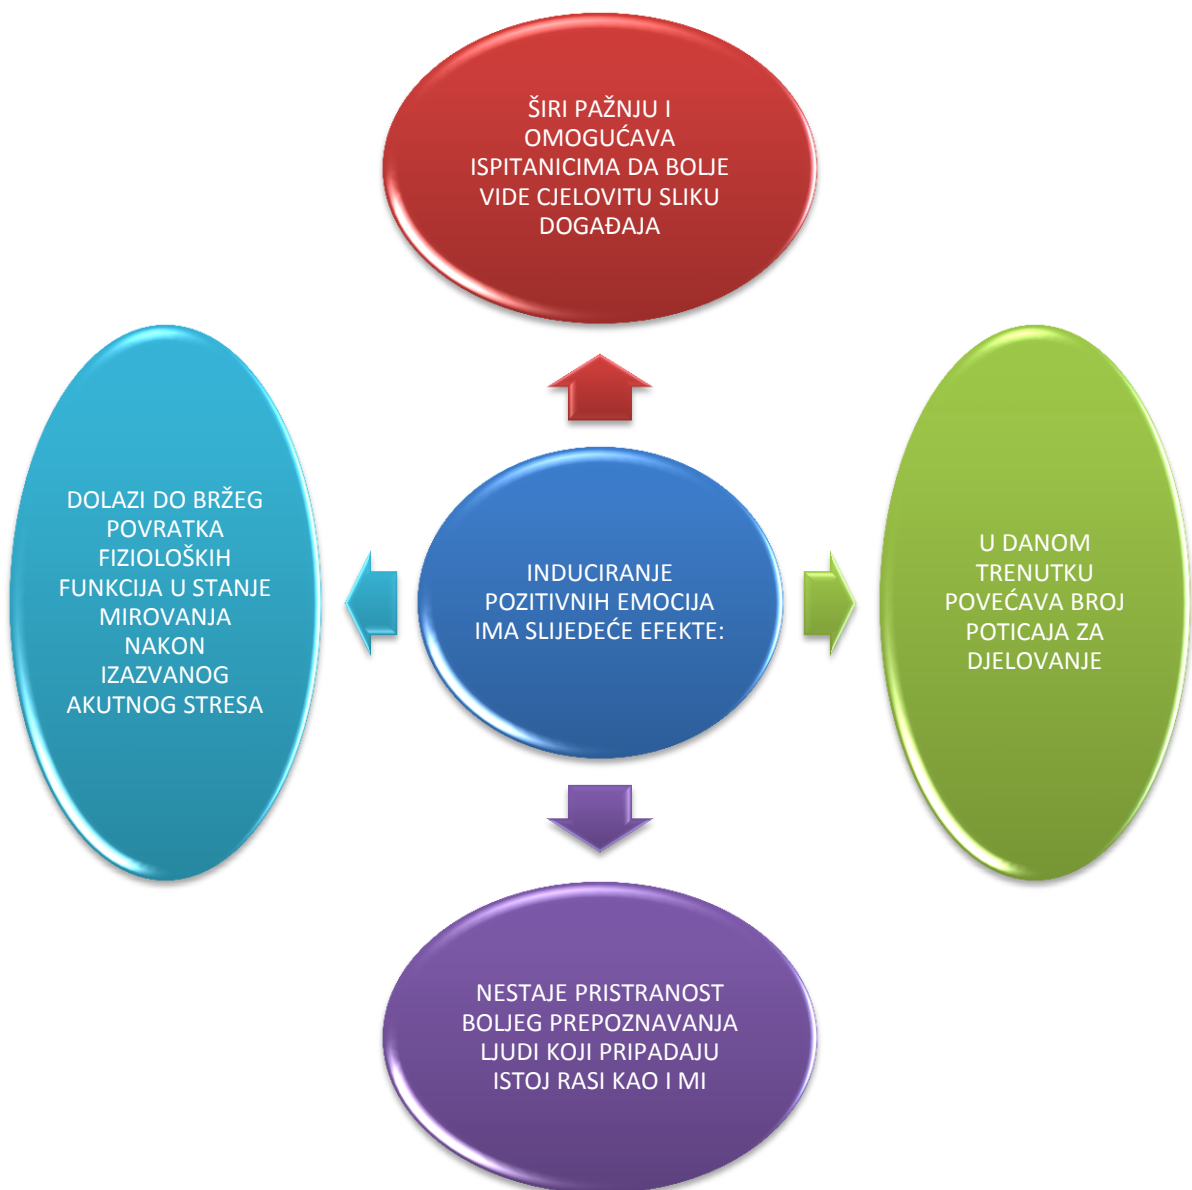 ŠIRI PAŽNJU I
OMOGUĆAVA
ISPITANICIMA DA BOLJE
VIDE CJELOVITU SLIKU
DOGAĐAJA
DOLAZI DO BRŽEG
POVRATKA
FIZIOLOŠKIH
FUNKCIJA U STANJE
MIROVANJA
NAKON
IZAZVANOG
AKUTNOG STRESA
INDUCIRANJE
POZITIVNIH EMOCIJA
IMA SLIJEDEĆE EFEKTE:
U DANOM
TRENUTKU
POVEĆAVA BROJ
POTICAJA ZA
DJELOVANJE
NESTAJE PRISTRANOST
BOLJEG PREPOZNAVANJA
LJUDI KOJI PRIPADAJU
ISTOJ RASI KAO I MI